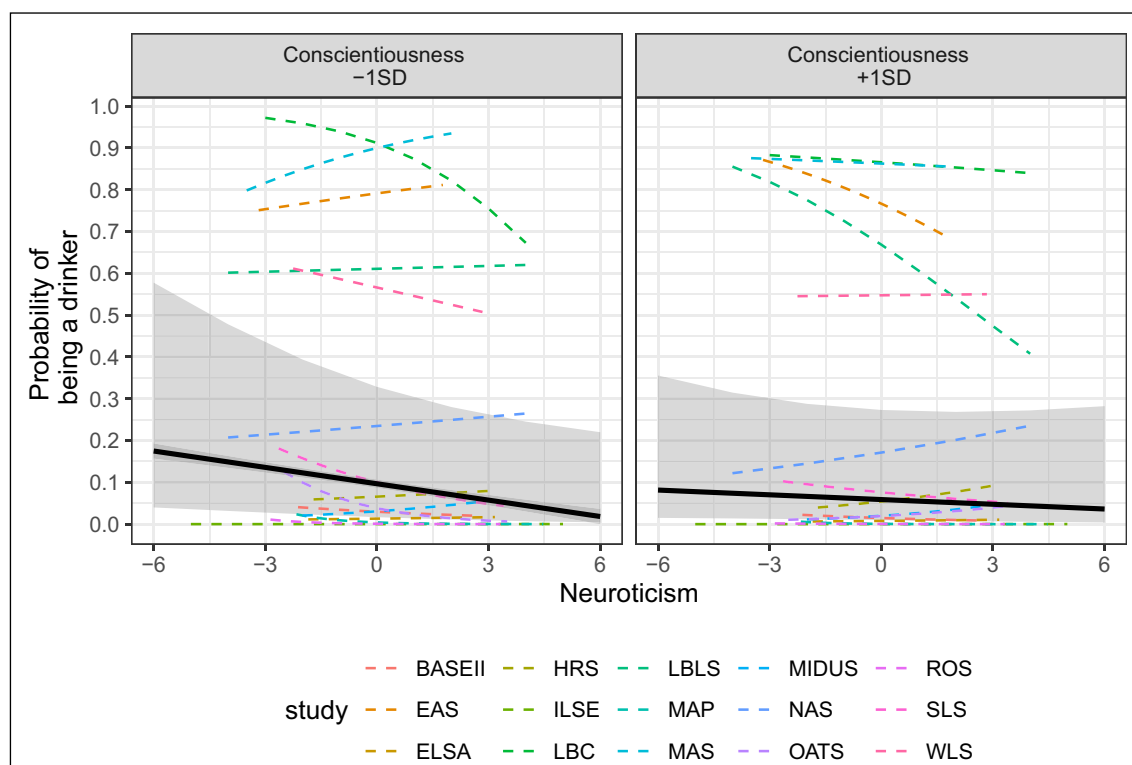 Conscientiousness Conscientiousness
−1SD +1SD
1.0
0.9
0.8
0.7
0.6
0.5
0.4
0.3
0.2
0.1
0.0
Probability of
being a drinker
−6 −3 0 3 6 −6 −3 0 3 6
Neuroticism
BASEII HRS LBLS MIDUS ROS
study EAS ILSE MAP NAS SLS
ELSA LBC MAS OATS WLS